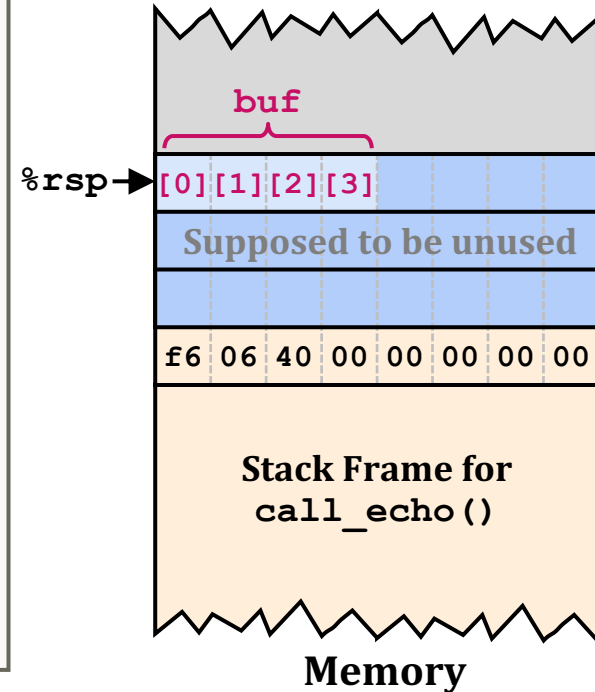 buf
%rsp
[0] [1] [2] [3]
Supposed to be unused
f6 06 40 00 00 00 00 00
Stack Frame for
call_echo()
Memory